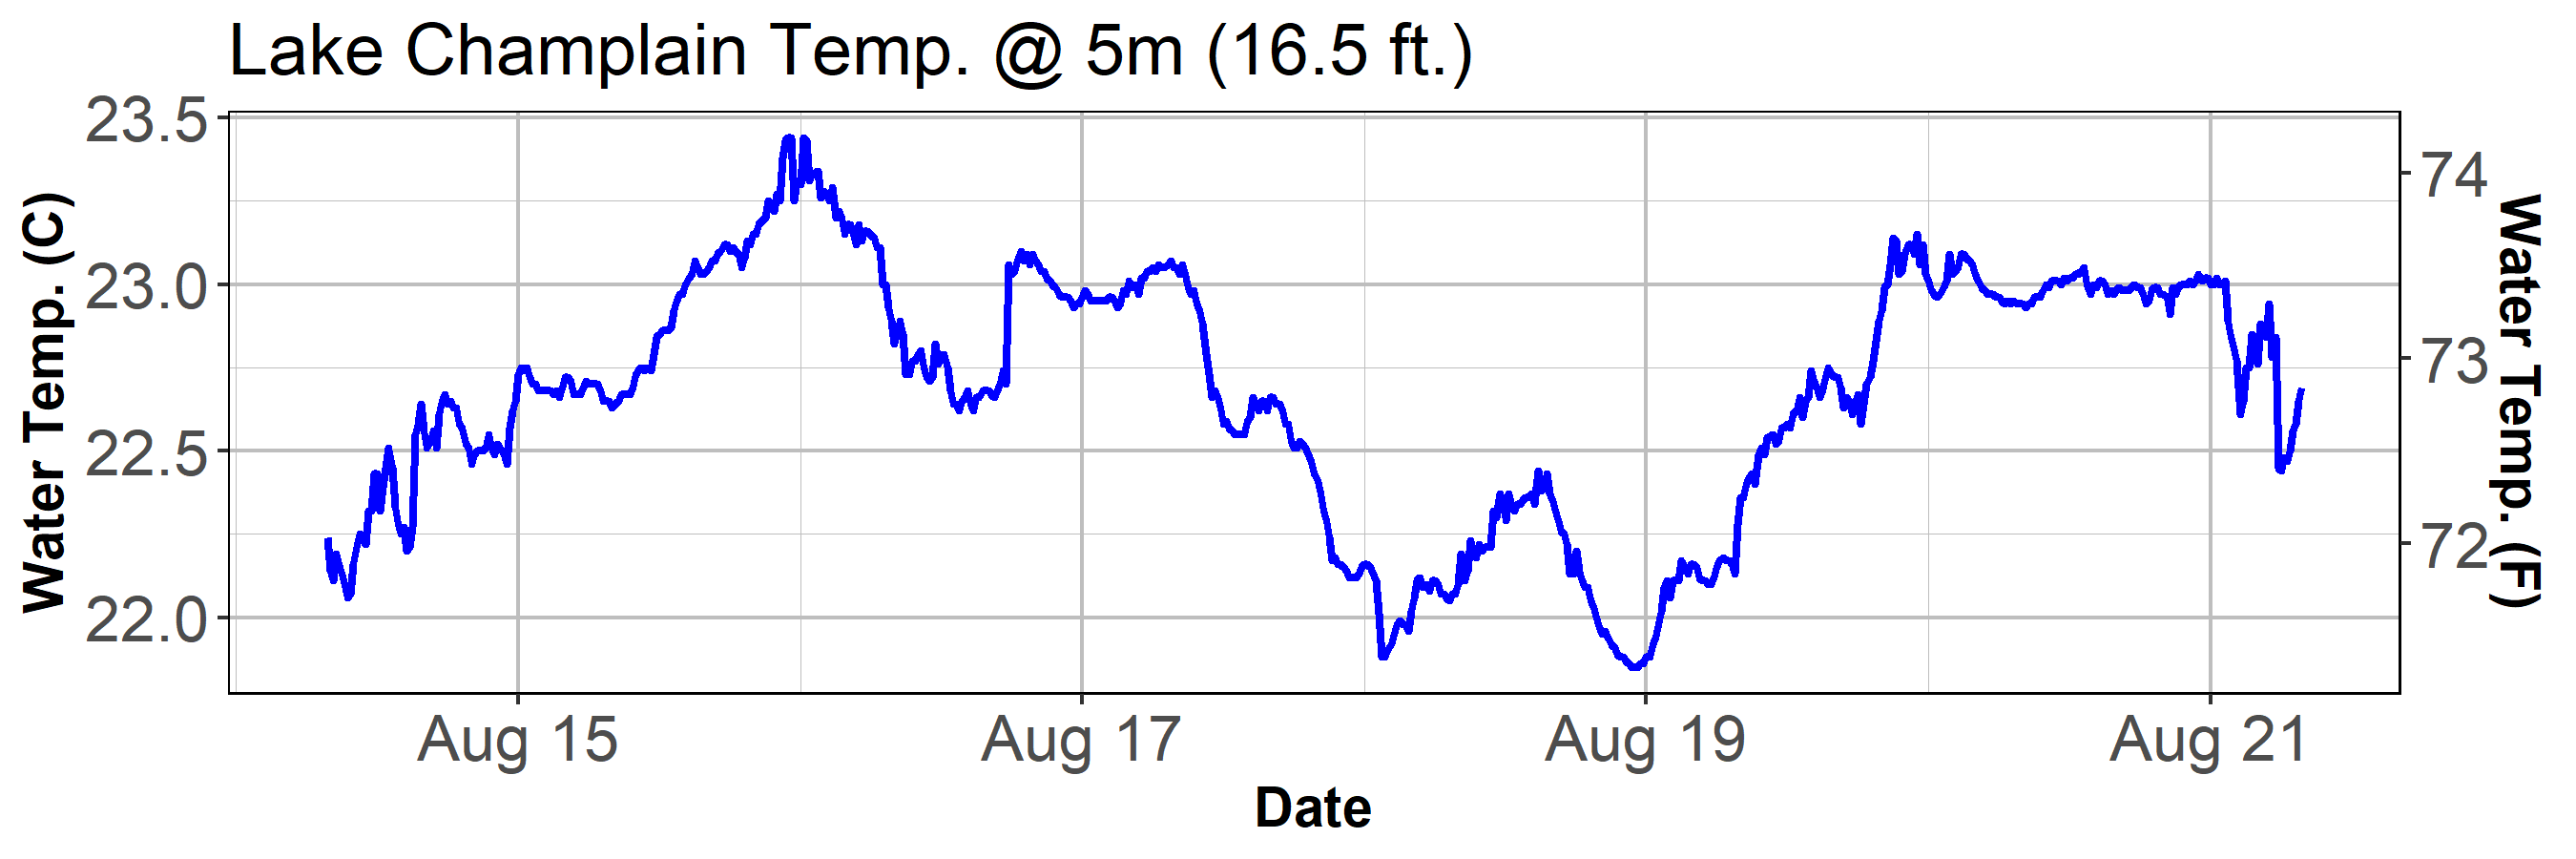 Lake Champlain Temp. @ 5m (16.5 ft.)
23.5
23.0
22.5
22.0
Water Temp. (C)
74
73
72
Water Temp. (F)
Aug 15
Aug 17
Aug 19
Aug 21
Date